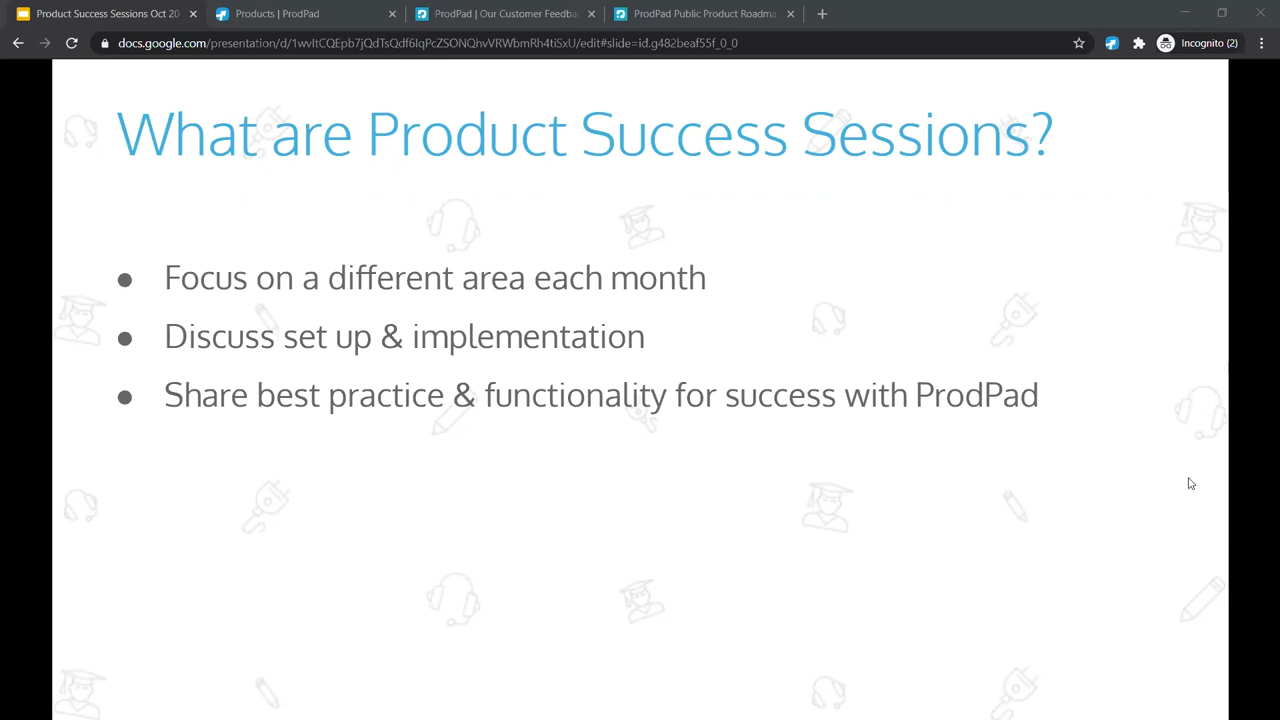 Product Success Sessions Oct 20
Products | ProdPad
ProdPad | Our Customer Feedba
ProdPad Public Product Roadma
docs.google.com/presentation/d/1wvItCQEpb7jQdTsQdf6IqPcZSONQhvVRWbmRh4tiSxU/edit#slide=id.g482beaf55f_0_0
Incognito (2)
What are Product Success Sessions?
● Focus on a different area each month
● Discuss set up & implementation
● Share best practice & functionality for success with ProdPad